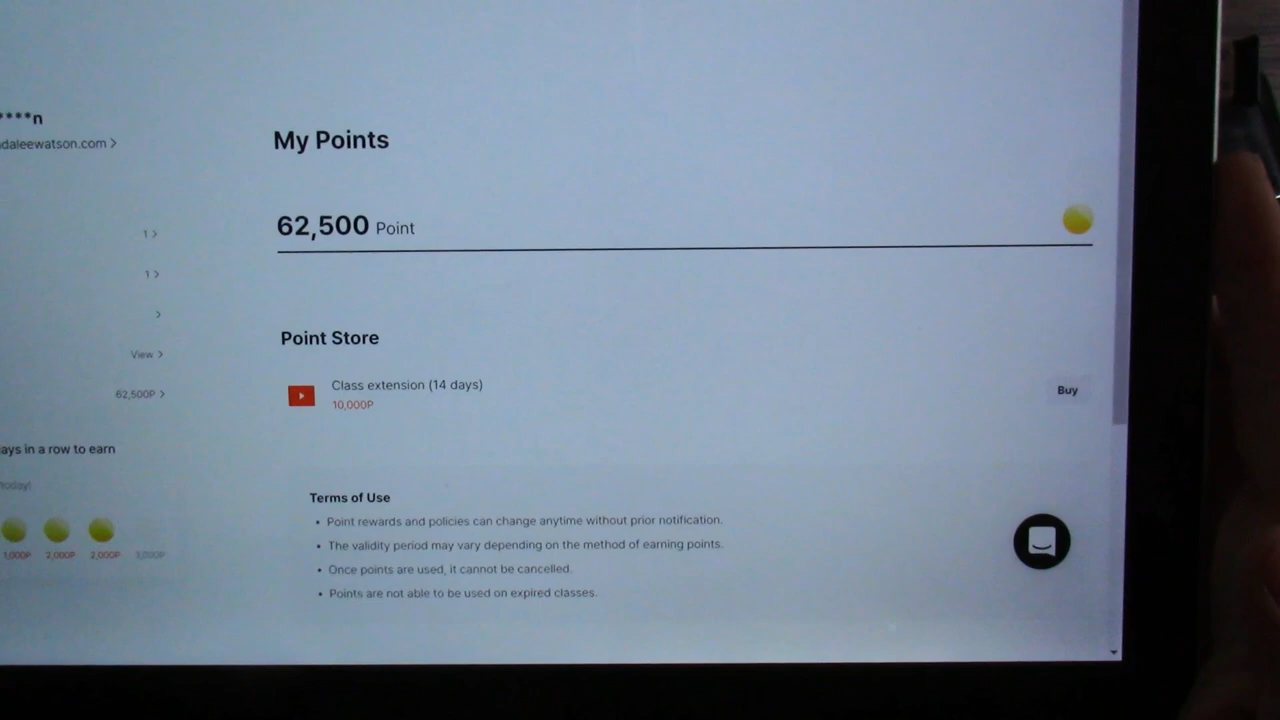 ****n
daleewatson.com >
1 >
1 >
>
View >
62,500P >
ays in a row to earn
today!
1,000P 2,000P 2,000P 3,000P
My Points
62,500 Point
Point Store
Class extension (14 days)
10,000P
Buy
Terms of Use
• Point rewards and policies can change anytime without prior notification.
• The validity period may vary depending on the method of earning points.
• Once points are used, it cannot be cancelled.
• Points are not able to be used on expired classes.